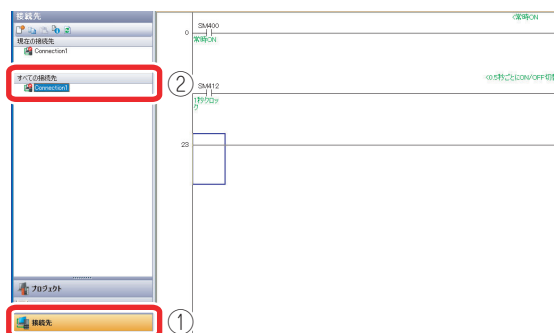 接続先
現在の接続先
Connection1
すべての接続先
Connection1
プロジェクト
接続先
②
①
0
SM400
常時ON
<常時ON
SM412
1秒クロッ
ク
<0.5秒ごとにON/OFF切替
23